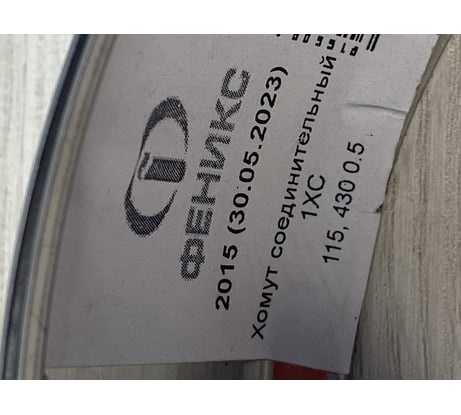 ФЕНИКС
2015 (30.05.2023)
Хомут соединительный
1ХС
115, 430 0.5